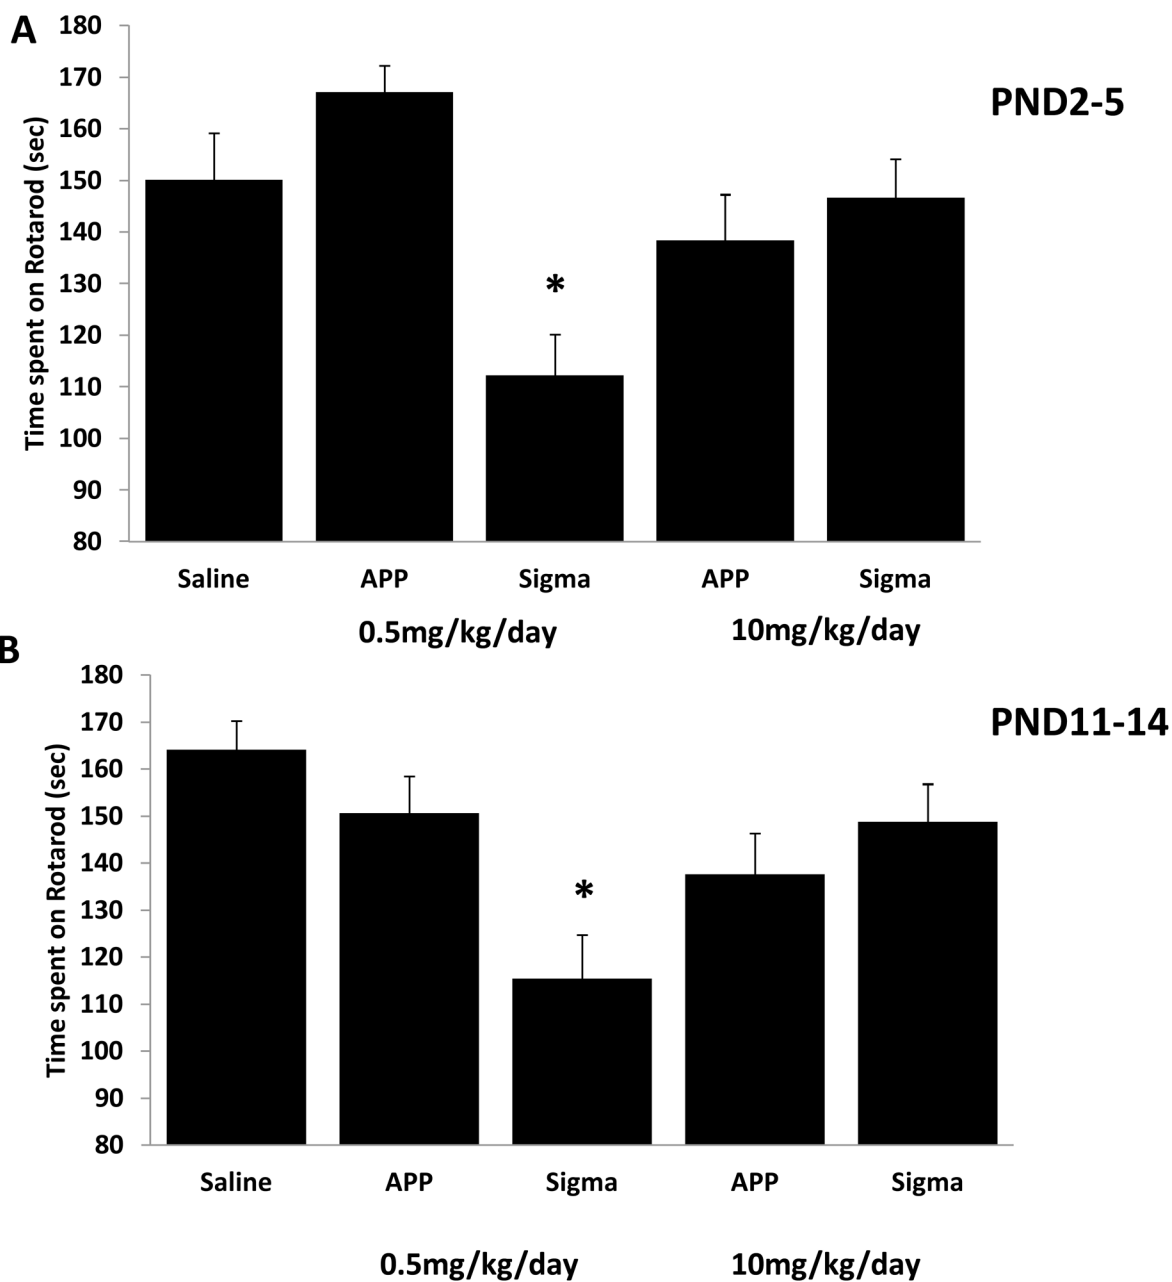 A
PND2-5
Time spent on Rotarod (sec)
180
170
160
150
140
130
120
110
100
90
80
*
Saline APP Sigma APP Sigma
0.5mg/kg/day 10mg/kg/day
B
PND11-14
Time spent on Rotarod (sec)
180
170
160
150
140
130
120
110
100
90
80
*
Saline APP Sigma APP Sigma
0.5mg/kg/day 10mg/kg/day